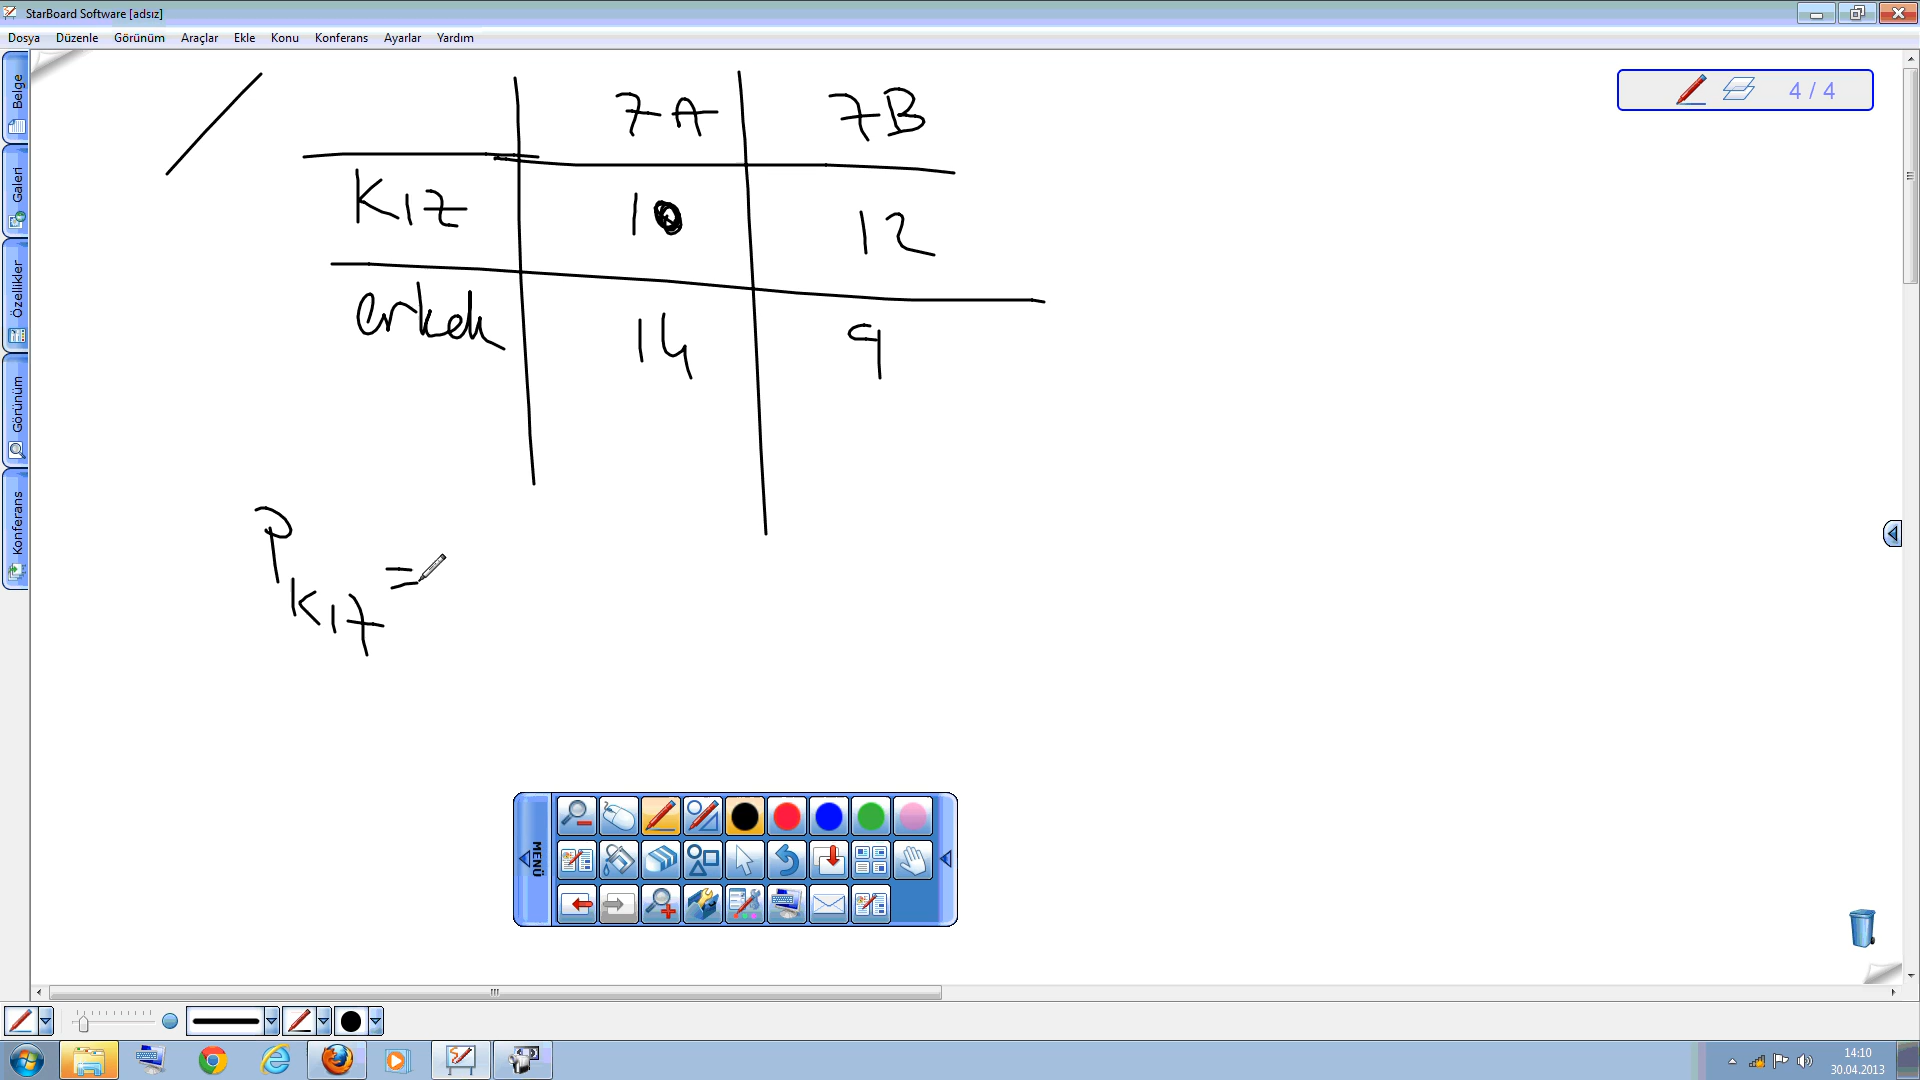 StarBoard Software [adsız]
Dosya Düzenle Görünüm Araçlar Ekle Konu Konferans Ayarlar Yardım
Belge
Galeri
Özellikler
Görünüm
Konferans
4 / 4
7A 7B
Kız 10 12
erkek 14 9
P
Kız =
MENÜ
14:10
30.04.2013